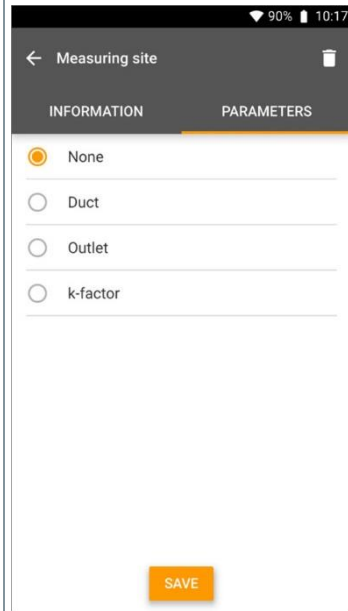 90% 10:17
Measuring site
INFORMATION PARAMETERS
None
Duct
Outlet
k-factor
SAVE